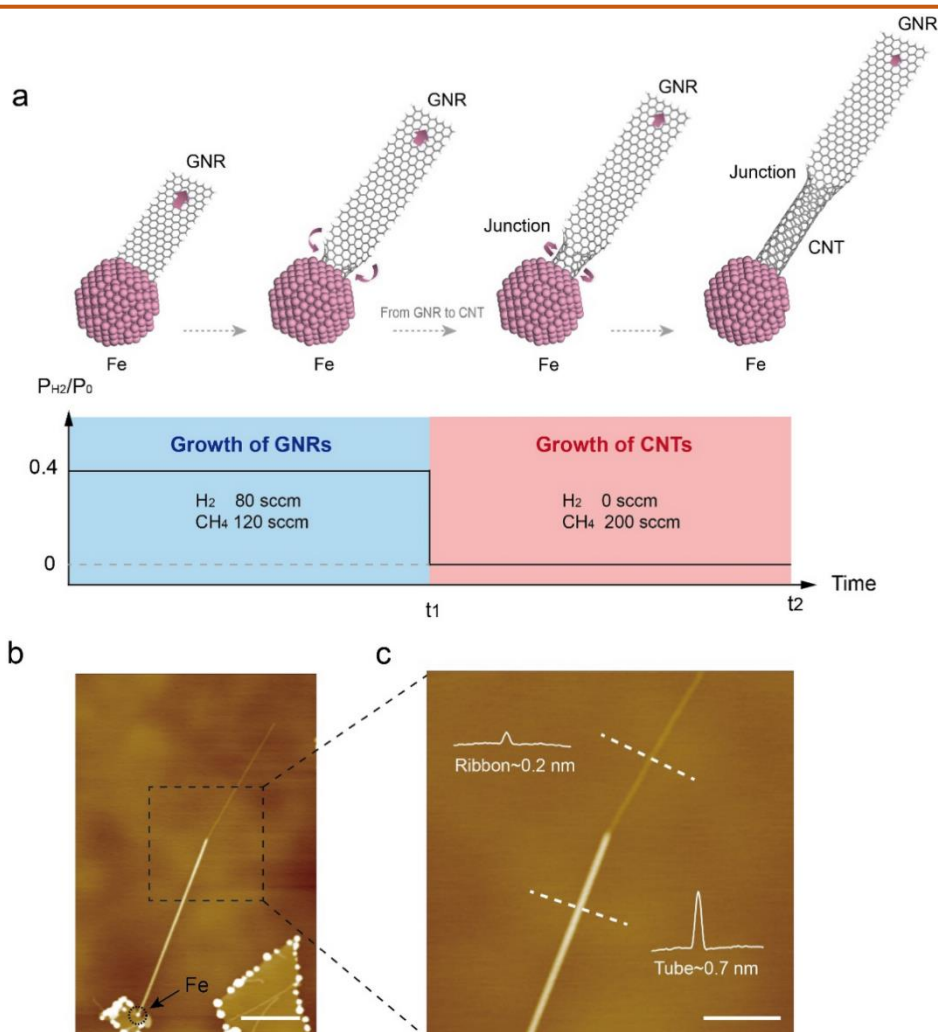 a
GNR
GNR
GNR
GNR
Junction
Junction
CNT
From GNR to CNT
Fe
Fe
Fe
Fe
P_H2/P_0
Growth of GNRs
Growth of CNTs
0.4
H₂ 80 sccm
CH₄ 120 sccm
H₂ 0 sccm
CH₄ 200 sccm
0
Time
t1
t2
b
c
Ribbon~0.2 nm
Tube~0.7 nm
Fe